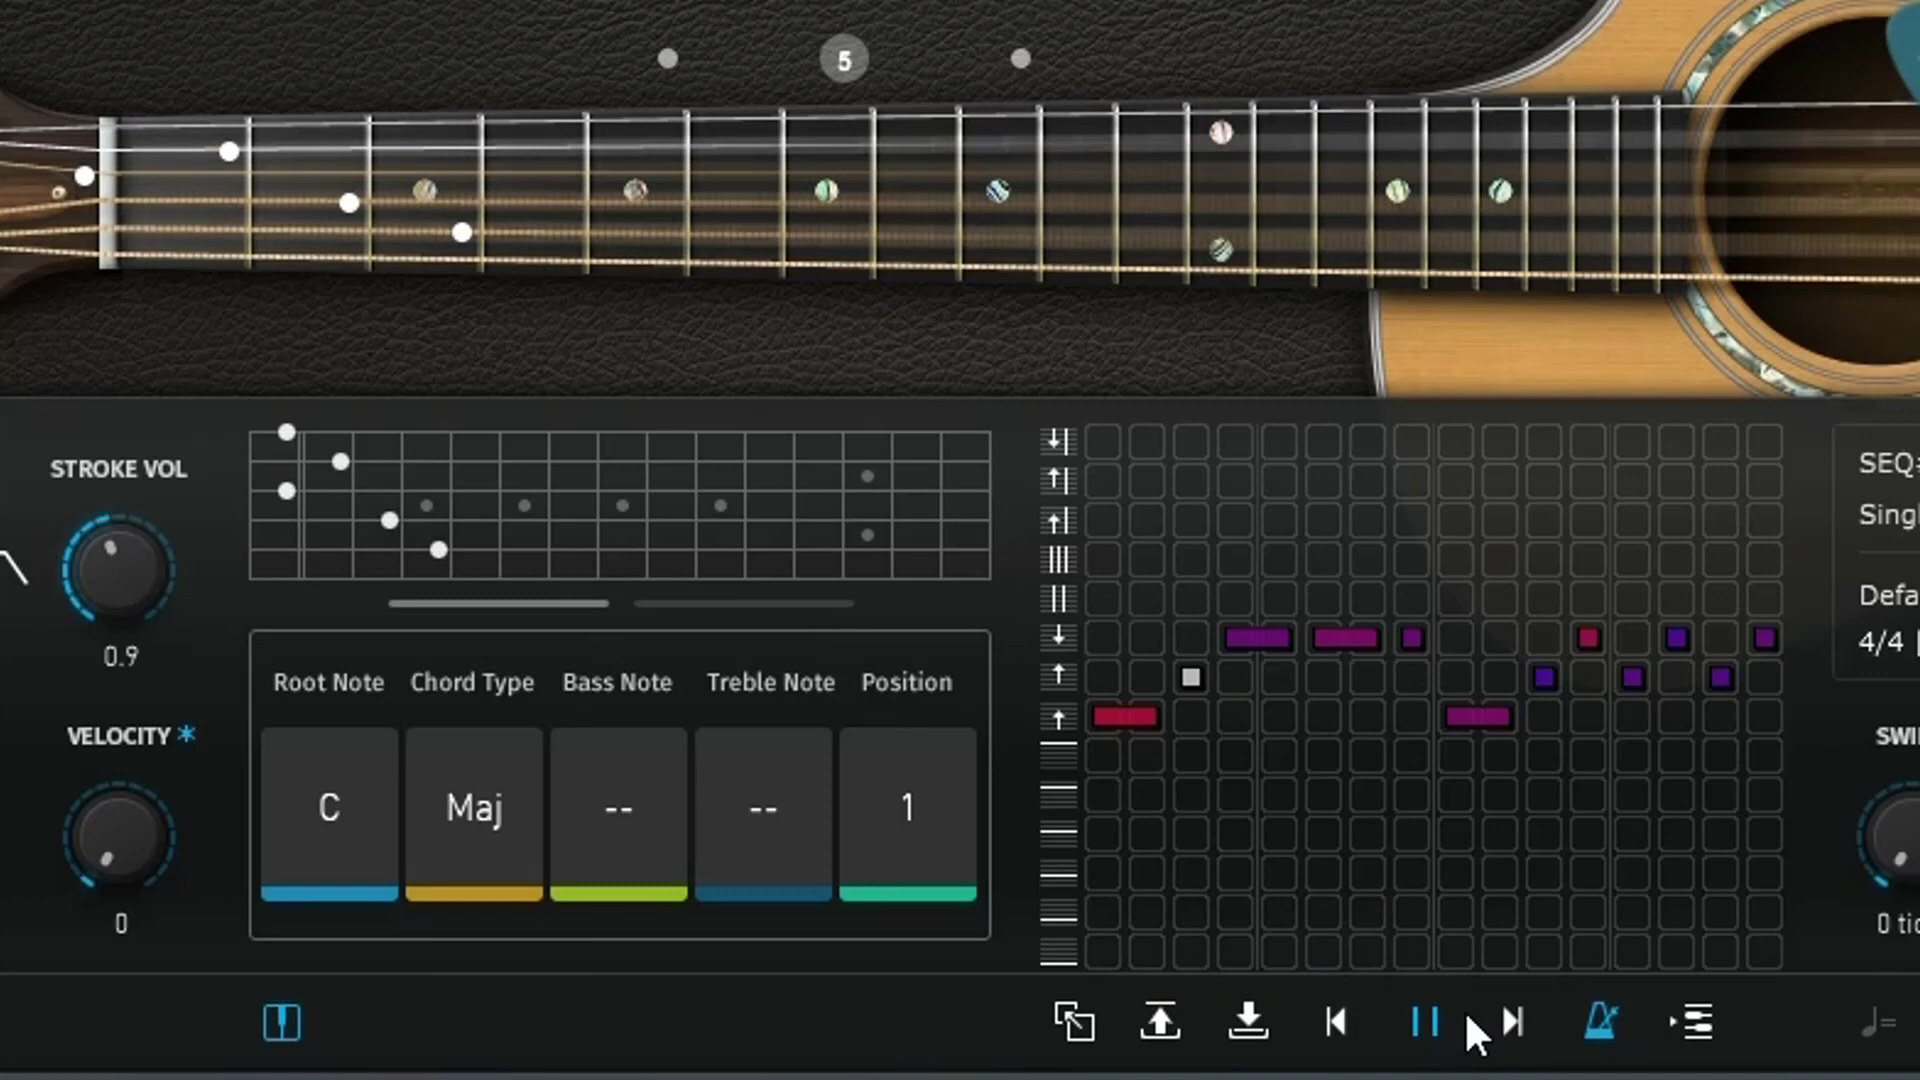 5
STROKE VOL
0.9
VELOCITY *
0
Root Note Chord Type Bass Note Treble Note Position
C Maj -- -- 1
SEQ
Sing
Defa
4/4
SWI
0 tic